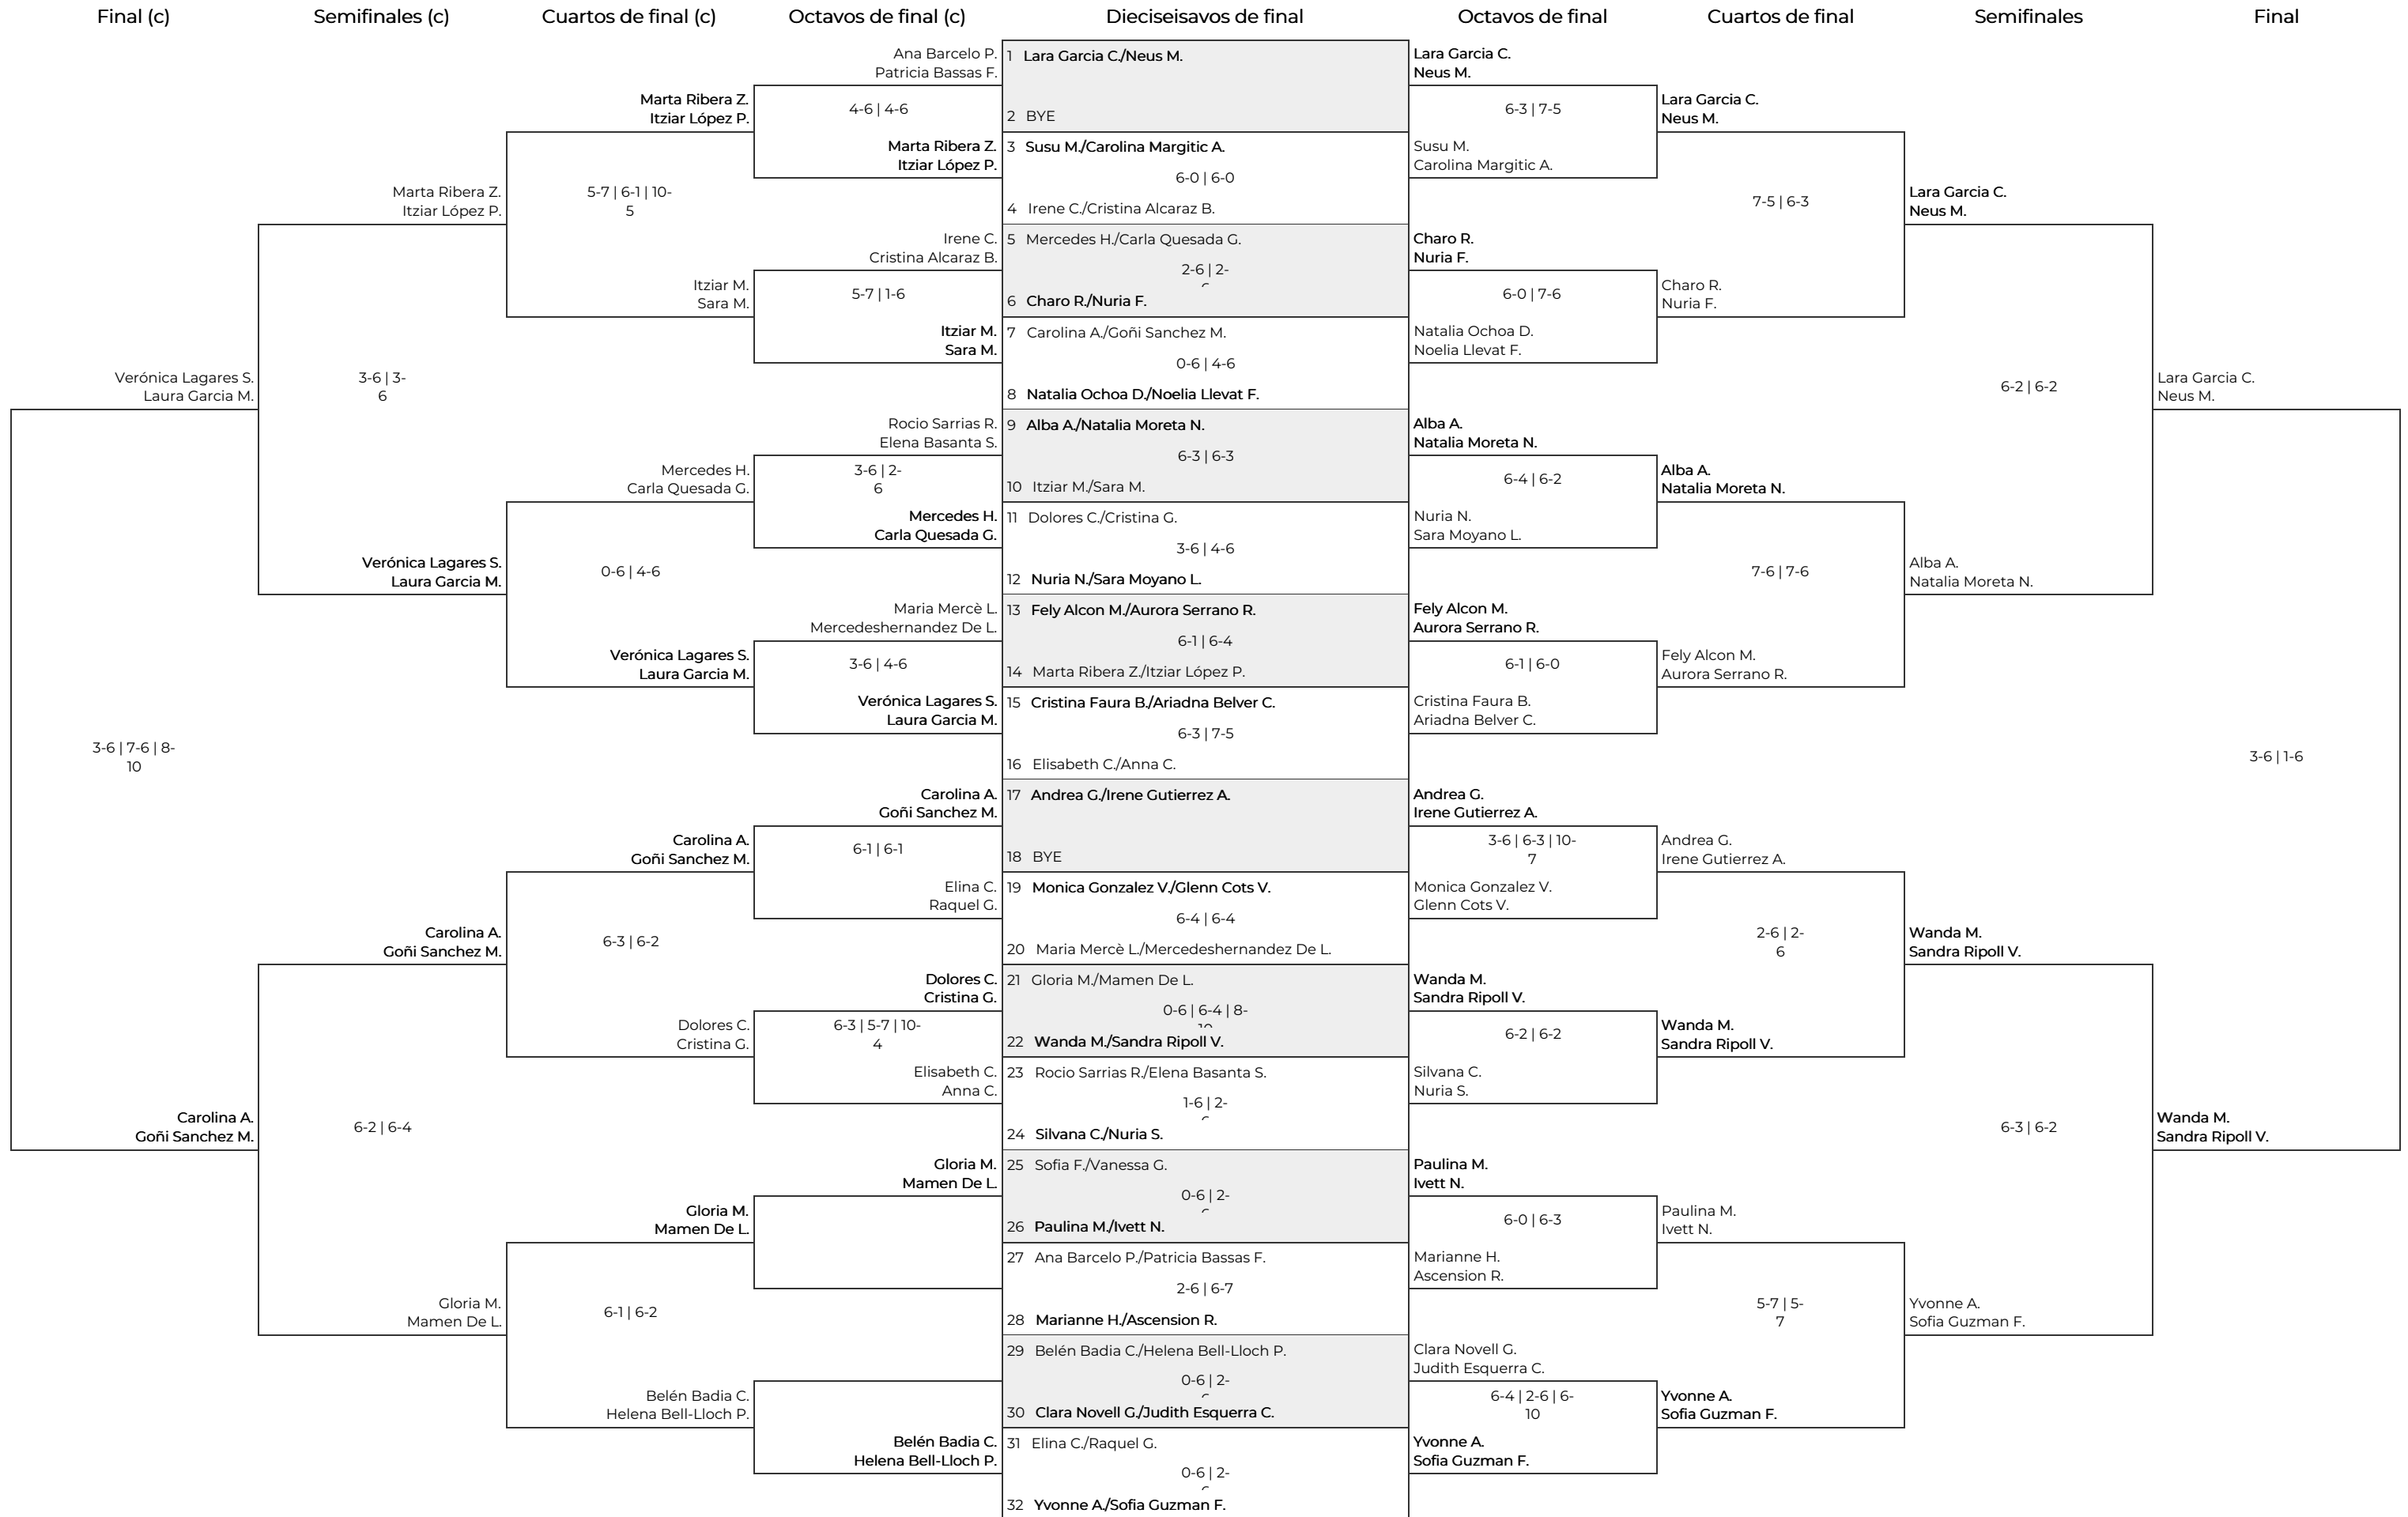 Final (c)
Semifinales (c)
Cuartos de final (c)
Octavos de final (c)
Dieciseisavos de final
Octavos de final
Cuartos de final
Semifinales
Final
Verónica Lagares S.
Laura Garcia M.
3-6 | 7-6 | 8-
10
Carolina A.
Goñi Sanchez M.
Marta Ribera Z.
Itziar López P.
3-6 | 3-
6
Verónica Lagares S.
Laura Garcia M.
Carolina A.
Goñi Sanchez M.
6-2 | 6-4
Gloria M.
Mamen De L.
Marta Ribera Z.
Itziar López P.
5-7 | 6-1 | 10-
5
Itziar M.
Sara M.
Mercedes H.
Carla Quesada G.
0-6 | 4-6
Verónica Lagares S.
Laura Garcia M.
Carolina A.
Goñi Sanchez M.
6-3 | 6-2
Dolores C.
Cristina G.
Gloria M.
Mamen De L.
6-1 | 6-2
Belén Badia C.
Helena Bell-Lloch P.
Ana Barcelo P.
Patricia Bassas F.
4-6 | 4-6
Marta Ribera Z.
Itziar López P.
Irene C.
Cristina Alcaraz B.
5-7 | 1-6
Itziar M.
Sara M.
Rocio Sarrias R.
Elena Basanta S.
3-6 | 2-
6
Mercedes H.
Carla Quesada G.
Maria Mercè L.
Mercedeshernandez De L.
3-6 | 4-6
Verónica Lagares S.
Laura Garcia M.
Carolina A.
Goñi Sanchez M.
6-1 | 6-1
Elina C.
Raquel G.
Dolores C.
Cristina G.
6-3 | 5-7 | 10-
4
Elisabeth C.
Anna C.
Gloria M.
Mamen De L.
Belén Badia C.
Helena Bell-Lloch P.
1 Lara Garcia C./Neus M.
2 BYE
3 Susu M./Carolina Margitic A.
6-0 | 6-0
4 Irene C./Cristina Alcaraz B.
5 Mercedes H./Carla Quesada G.
2-6 | 2-
6 Charo R./Nuria F.
7 Carolina A./Goñi Sanchez M.
0-6 | 4-6
8 Natalia Ochoa D./Noelia Llevat F.
9 Alba A./Natalia Moreta N.
6-3 | 6-3
10 Itziar M./Sara M.
11 Dolores C./Cristina G.
3-6 | 4-6
12 Nuria N./Sara Moyano L.
13 Fely Alcon M./Aurora Serrano R.
6-1 | 6-4
14 Marta Ribera Z./Itziar López P.
15 Cristina Faura B./Ariadna Belver C.
6-3 | 7-5
16 Elisabeth C./Anna C.
17 Andrea G./Irene Gutierrez A.
18 BYE
19 Monica Gonzalez V./Glenn Cots V.
6-4 | 6-4
20 Maria Mercè L./Mercedeshernandez De L.
21 Gloria M./Mamen De L.
0-6 | 6-4 | 8-
22 Wanda M./Sandra Ripoll V.
23 Rocio Sarrias R./Elena Basanta S.
1-6 | 2-
24 Silvana C./Nuria S.
25 Sofia F./Vanessa G.
0-6 | 2-
26 Paulina M./Ivett N.
27 Ana Barcelo P./Patricia Bassas F.
2-6 | 6-7
28 Marianne H./Ascension R.
29 Belén Badia C./Helena Bell-Lloch P.
0-6 | 2-
30 Clara Novell G./Judith Esquerra C.
31 Elina C./Raquel G.
0-6 | 2-
32 Yvonne A./Sofia Guzman F.
Lara Garcia C.
Neus M.
6-3 | 7-5
Susu M.
Carolina Margitic A.
Charo R.
Nuria F.
6-0 | 7-6
Natalia Ochoa D.
Noelia Llevat F.
Alba A.
Natalia Moreta N.
6-4 | 6-2
Nuria N.
Sara Moyano L.
Fely Alcon M.
Aurora Serrano R.
6-1 | 6-0
Cristina Faura B.
Ariadna Belver C.
Andrea G.
Irene Gutierrez A.
3-6 | 6-3 | 10-
7
Monica Gonzalez V.
Glenn Cots V.
Wanda M.
Sandra Ripoll V.
6-2 | 6-2
Silvana C.
Nuria S.
Paulina M.
Ivett N.
6-0 | 6-3
Marianne H.
Ascension R.
Clara Novell G.
Judith Esquerra C.
6-4 | 2-6 | 6-
10
Yvonne A.
Sofia Guzman F.
Lara Garcia C.
Neus M.
7-5 | 6-3
Charo R.
Nuria F.
Alba A.
Natalia Moreta N.
7-6 | 7-6
Fely Alcon M.
Aurora Serrano R.
Andrea G.
Irene Gutierrez A.
2-6 | 2-
6
Wanda M.
Sandra Ripoll V.
Paulina M.
Ivett N.
5-7 | 5-
7
Yvonne A.
Sofia Guzman F.
Lara Garcia C.
Neus M.
6-2 | 6-2
Alba A.
Natalia Moreta N.
Wanda M.
Sandra Ripoll V.
6-3 | 6-2
Yvonne A.
Sofia Guzman F.
Lara Garcia C.
Neus M.
3-6 | 1-6
Wanda M.
Sandra Ripoll V.